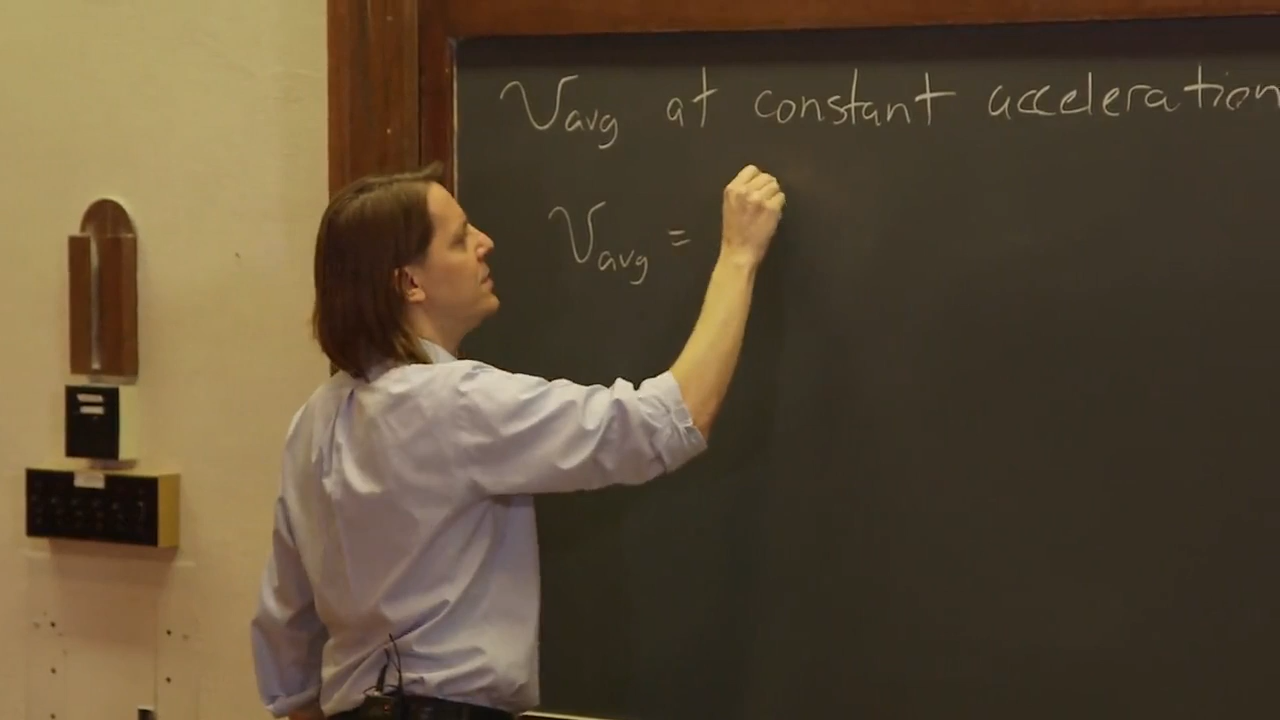 Vavg at constant acceleration
Vavg =